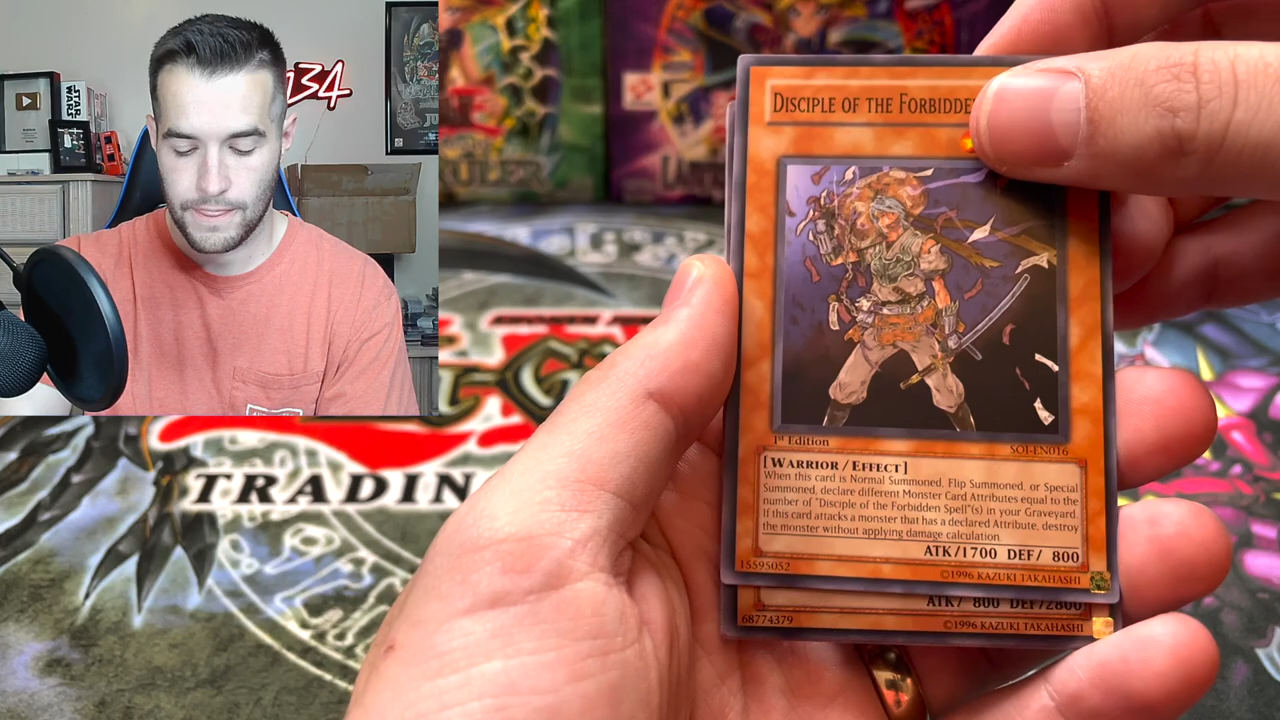 134
STAR
WARS
DISCIPLE OF THE FORBIDDE
1st Edition
SOI-EN016
[WARRIOR/EFFECT]
When this card is Normal Summoned, Flip Summoned, or Special
Summoned, declare different Monster Card Attributes equal to the
number of "Disciple of the Forbidden Spell"(s) in your Graveyard.
If this card attacks a monster that has a declared Attribute, destroy
the monster without applying damage calculation.
ATK/1700 DEF/ 800
15595052
©1996 KAZUKI TAKAHASHI
ATK/ 800 DEF/2800
68774379
©1996 KAZUKI TAKAHASHI
TRADIN